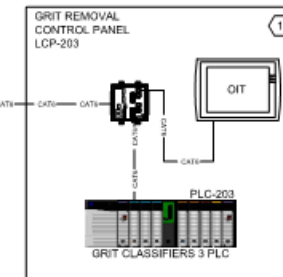 GRIT REMOVAL
CONTROL PANEL
LCP-203
1
OIT
CAT6
CAT6
CAT6
CAT6
CAT6
PLC-203
GRIT CLASSIFIERS 3 PLC